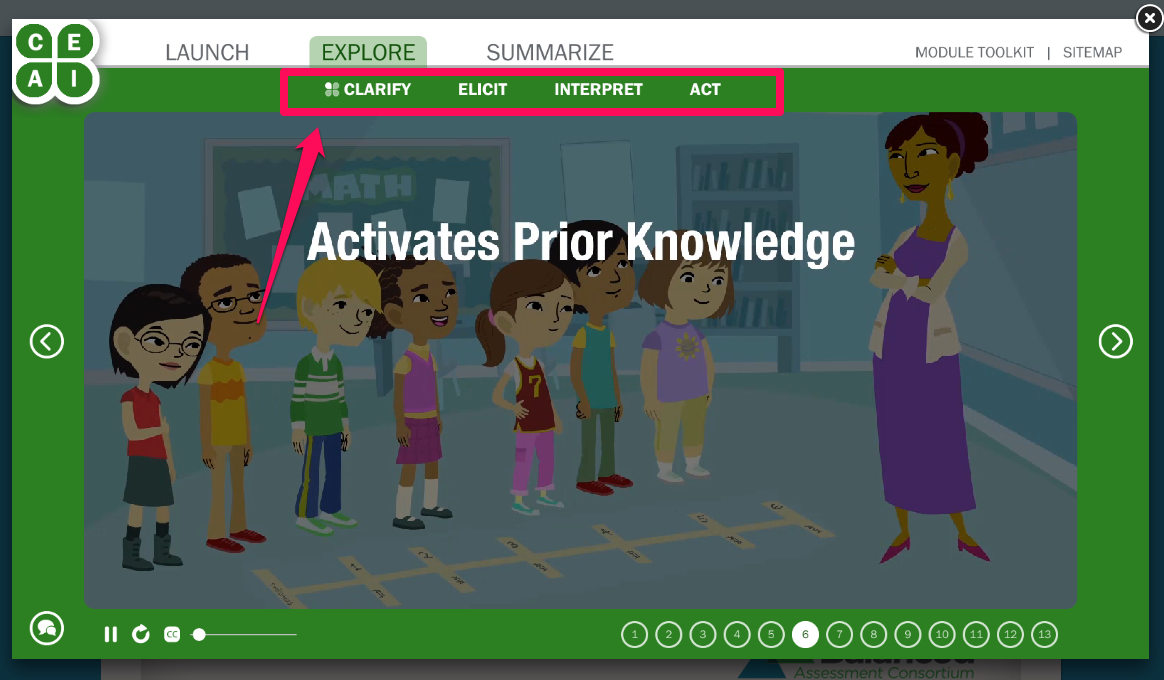 C E
A I
LAUNCH EXPLORE SUMMARIZE
MODULE TOOLKIT | SITEMAP
CLARIFY ELICIT INTERPRET ACT
MATH
Activates Prior Knowledge
7
CC
1 2 3 4 5 6 7 8 9 10 11 12 13
Balanced
Assessment Consortium